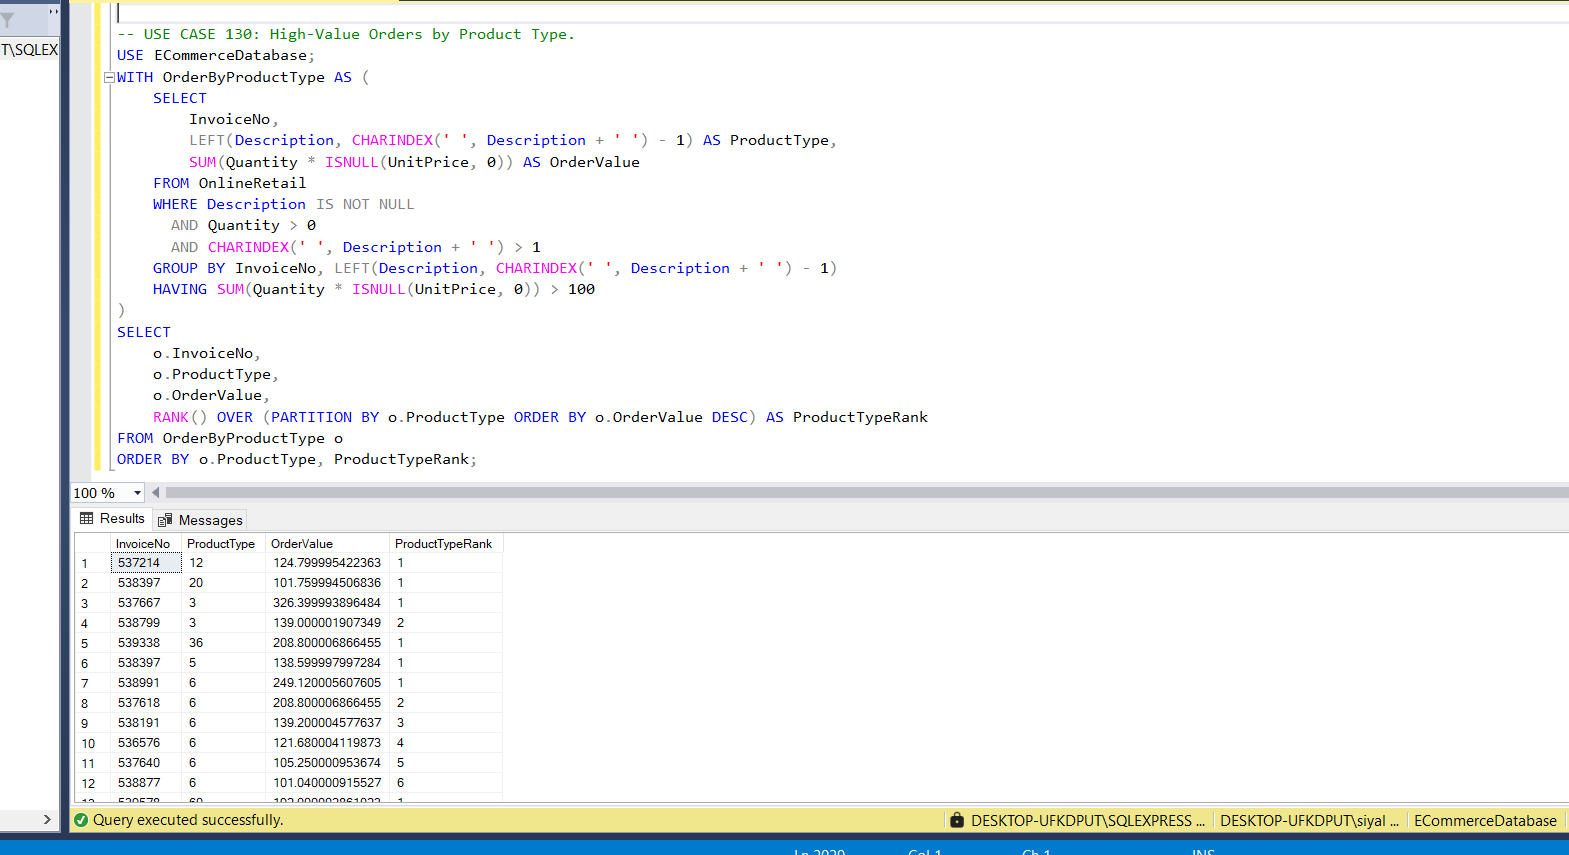 T\SQLEX
-- USE CASE 130: High-Value Orders by Product Type.
USE ECommerceDatabase;
WITH OrderByProductType AS (
SELECT
InvoiceNo,
LEFT(Description, CHARINDEX(' ', Description + ' ') - 1) AS ProductType,
SUM(Quantity * ISNULL(UnitPrice, 0)) AS OrderValue
FROM OnlineRetail
WHERE Description IS NOT NULL
AND Quantity > 0
AND CHARINDEX(' ', Description + ' ') > 1
GROUP BY InvoiceNo, LEFT(Description, CHARINDEX(' ', Description + ' ') - 1)
HAVING SUM(Quantity * ISNULL(UnitPrice, 0)) > 100
)
SELECT
o.InvoiceNo,
o.ProductType,
o.OrderValue,
RANK() OVER (PARTITION BY o.ProductType ORDER BY o.OrderValue DESC) AS ProductTypeRank
FROM OrderByProductType o
ORDER BY o.ProductType, ProductTypeRank;
100 %
Results Messages
InvoiceNo ProductType OrderValue ProductTypeRank
1 537214 12 124.799995422363 1
2 538397 20 101.759994506836 1
3 537667 3 326.399993896484 1
4 538799 3 139.000001907349 2
5 539338 36 208.800006866455 1
6 538397 5 138.599997997284 1
7 538991 6 249.120005607605 1
8 537618 6 208.800006866455 2
9 538191 6 139.200004577637 3
10 536576 6 121.680004119873 4
11 537640 6 105.250000953674 5
12 538877 6 101.040000915527 6
Query executed successfully. DESKTOP-UFKDPUT\SQLEXPRESS ... DESKTOP-UFKDPUT\siyal ... ECommerceDatabase
Col 1 Ch 1 INS